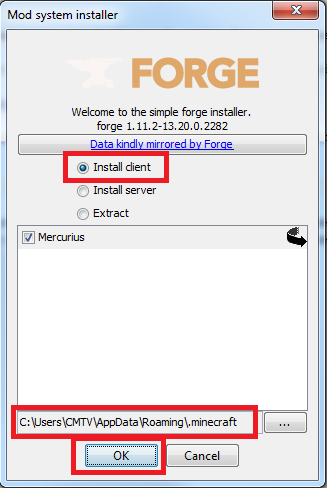 Mod system installer
FORGE
Welcome to the simple forge installer.
forge 1.11.2-13.20.0.2282
Data kindly mirrored by Forge
Install client
Install server
Extract
Mercurius
C:\Users\CMTV\AppData\Roaming\.minecraft
...
OK Cancel